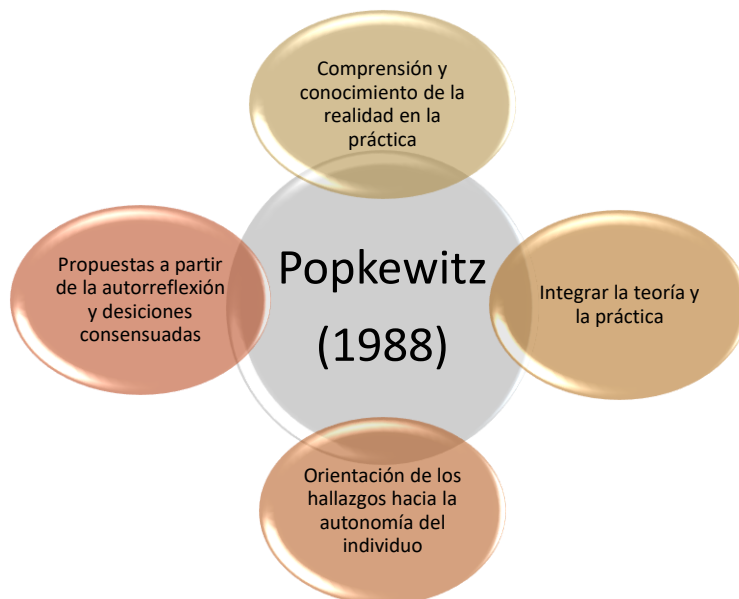 Comprensión y
conocimiento de la
realidad en la
práctica
Popkewitz
(1988)
Propuestas a partir
de la autorreflexión
y desiciones
consensuadas
Integrar la teoría y
la práctica
Orientación de los
hallazgos hacia la
autonomía del
individuo